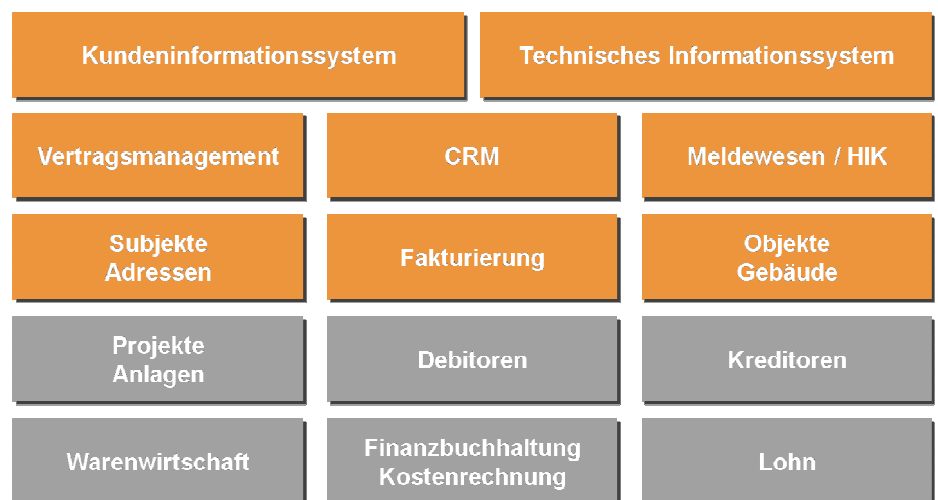 Kundeninformationssystem
Technisches Informationssystem
Vertragsmanagement
CRM
Meldewesen / HIK
Subjekte
Adressen
Fakturierung
Objekte
Gebäude
Projekte
Anlagen
Debitoren
Kreditoren
Warenwirtschaft
Finanzbuchhaltung
Kostenrechnung
Lohn